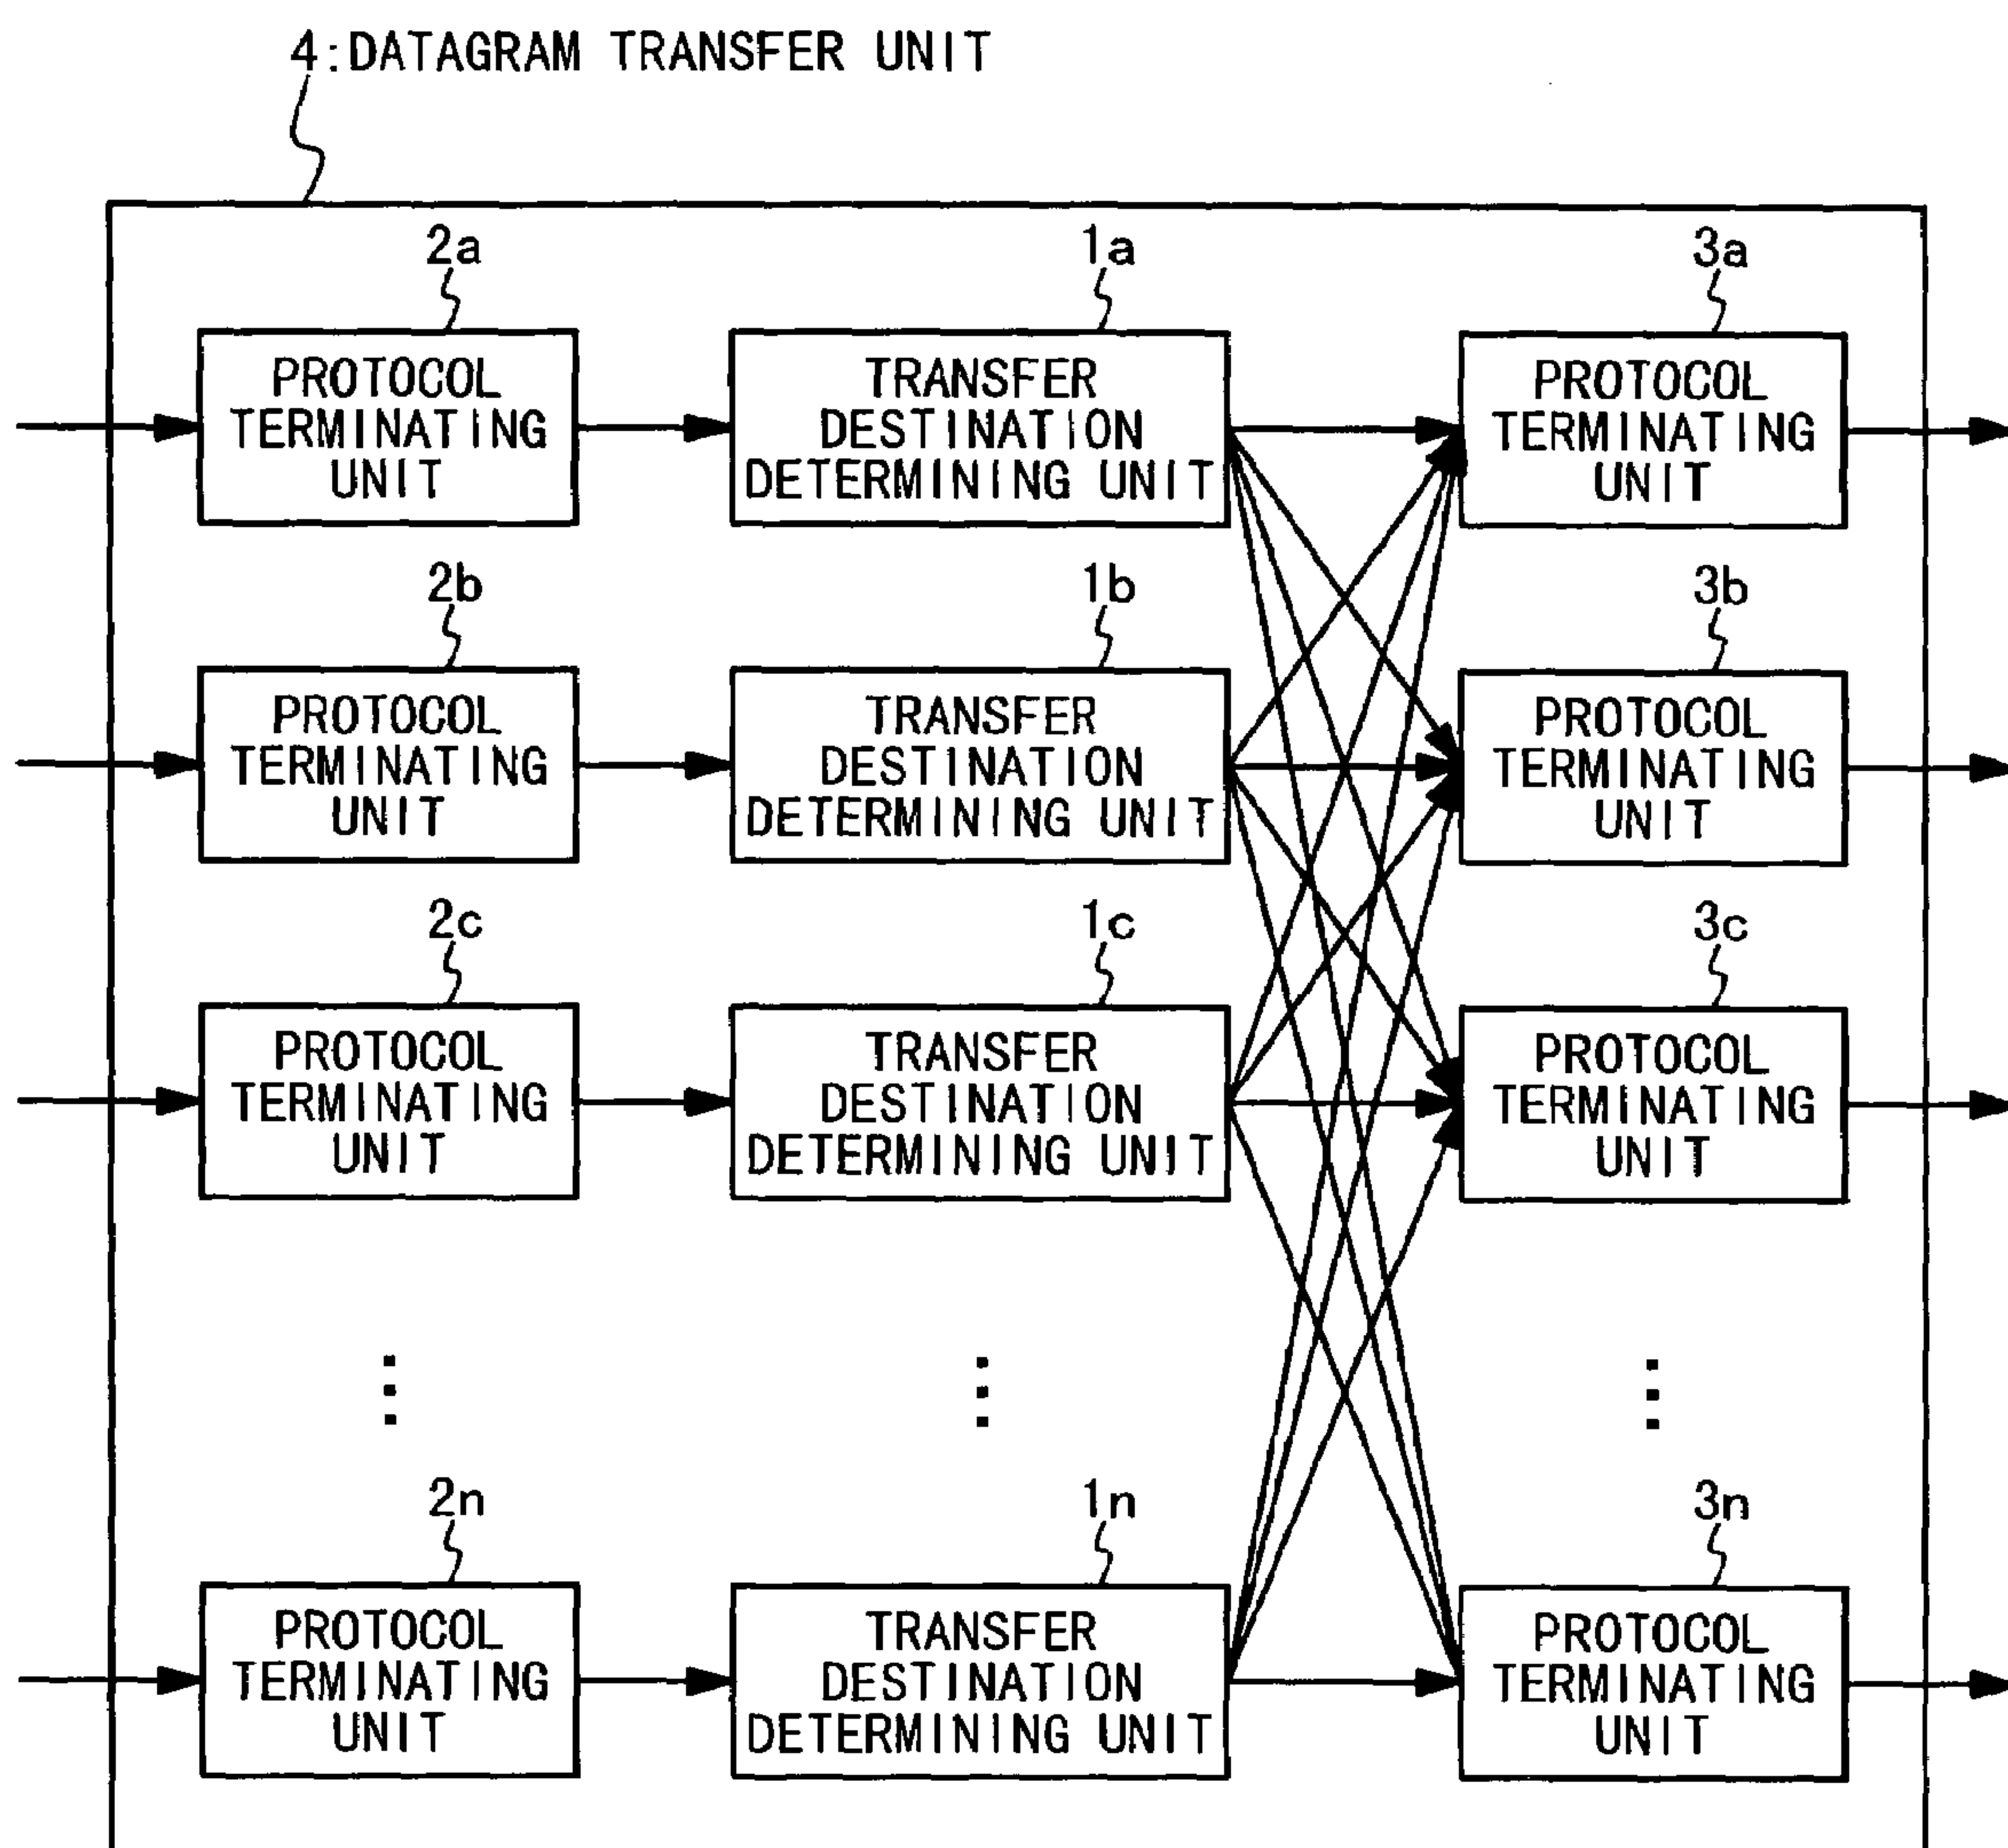 4:DATAGRAM TRANSFER UNIT
2a
1a
3a
PROTOCOL
TERMINATING
UNIT
TRANSFER
DESTINATION
DETERMINING UNIT
PROTOCOL
TERMINATING
UNIT
2b
1b
3b
PROTOCOL
TERMINATING
UNIT
TRANSFER
DESTINATION
DETERMINING UNIT
PROTOCOL
TERMINATING
UNIT
2c
1c
3c
PROTOCOL
TERMINATING
UNIT
TRANSFER
DESTINATION
DETERMINING UNIT
PROTOCOL
TERMINATING
UNIT
2n
1n
3n
PROTOCOL
TERMINATING
UNIT
TRANSFER
DESTINATION
DETERMINING UNIT
PROTOCOL
TERMINATING
UNIT